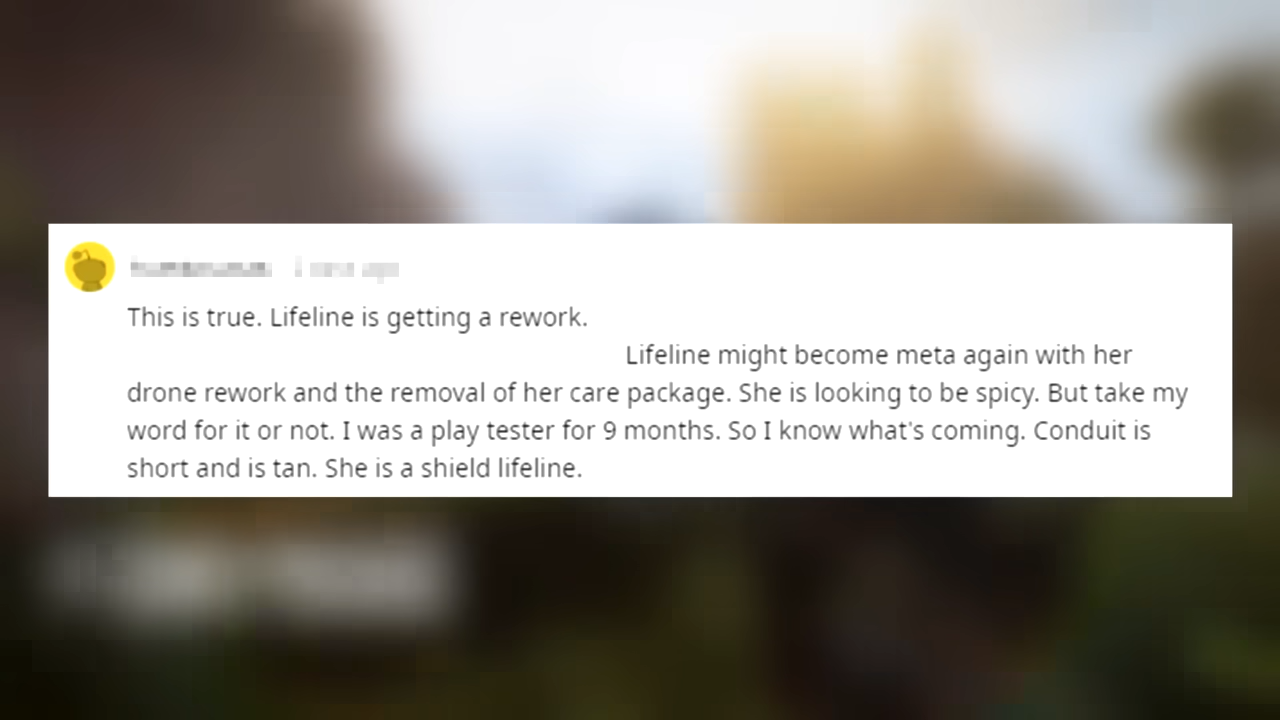 This is true. Lifeline is getting a rework.
Lifeline might become meta again with her
drone rework and the removal of her care package. She is looking to be spicy. But take my
word for it or not. I was a play tester for 9 months. So I know what's coming. Conduit is
short and is tan. She is a shield lifeline.